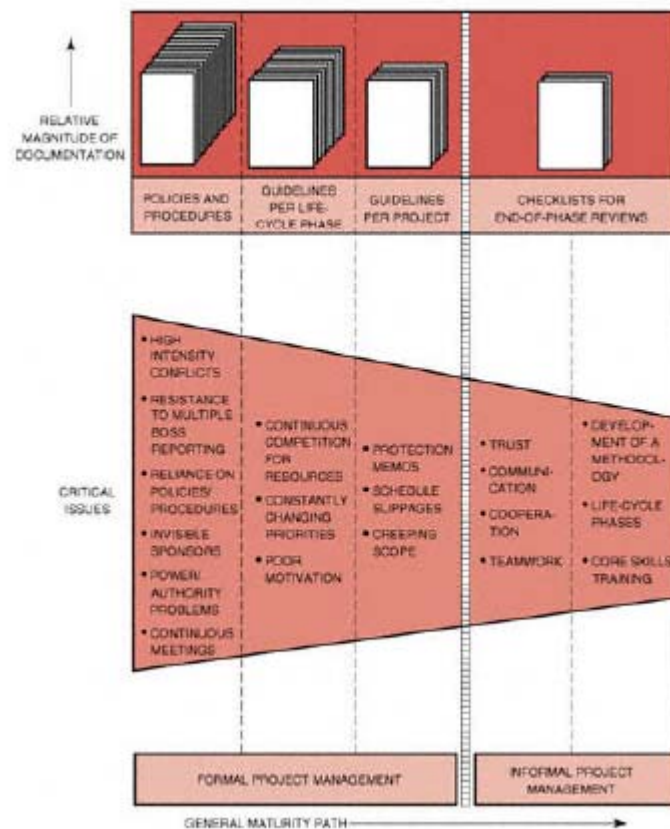 RELATIVE
MAGNITUDE OF
DOCUMENTATION
POLICIES AND
PROCEDURES
GUIDELINES
PER LIFE-
CYCLE PHASE
GUIDELINES
PER PROJECT
CHECKLISTS FOR
END-OF-PHASE REVIEWS
CRITICAL
ISSUES
• HIGH
INTENSITY
CONFLICTS
• RESISTANCE
TO MULTIPLE
BOSS
REPORTING
• RELIANCE ON
POLICIES/
PROCEDURES
• INVISIBLE
SPONSORS
• POWER/
AUTHORITY
PROBLEMS
• CONTINUOUS
MEETINGS
• CONTINUOUS
COMPETITION
FOR
RESOURCES
• CONSTANTLY
CHANGING
PRIORITIES
• POOR
MOTIVATION
• PROTECTION
MEMOS
• SCHEDULE
SLIPPAGES
• CREEPING
SCOPE
• TRUST
• COMMUNI-
CATION
• COOPERA-
TION
• TEAMWORK
• DEVELOP-
MENT OF A
METHODOL-
OGY
• LIFE-CYCLE
PHASES
• CORE SKILLS
TRAINING
FORMAL PROJECT MANAGEMENT
INFORMAL PROJECT
MANAGEMENT
GENERAL MATURITY PATH